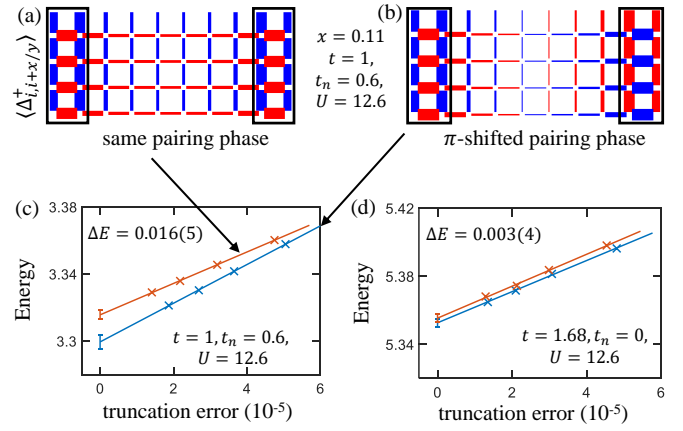 (a)
(b)
⟨Δ⁺ᵢ,ᵢ₊ₓ/ᵧ⟩
x = 0.11
t = 1,
tₙ = 0.6,
U = 12.6
same pairing phase
π-shifted pairing phase
(c)
3.38
3.34
3.3
Energy
ΔE = 0.016(5)
t = 1, tₙ = 0.6,
U = 12.6
0 2 4 6
truncation error (10⁻⁵)
(d)
5.42
5.38
5.34
Energy
ΔE = 0.003(4)
t = 1.68, tₙ = 0,
U = 12.6
0 2 4 6
truncation error (10⁻⁵)